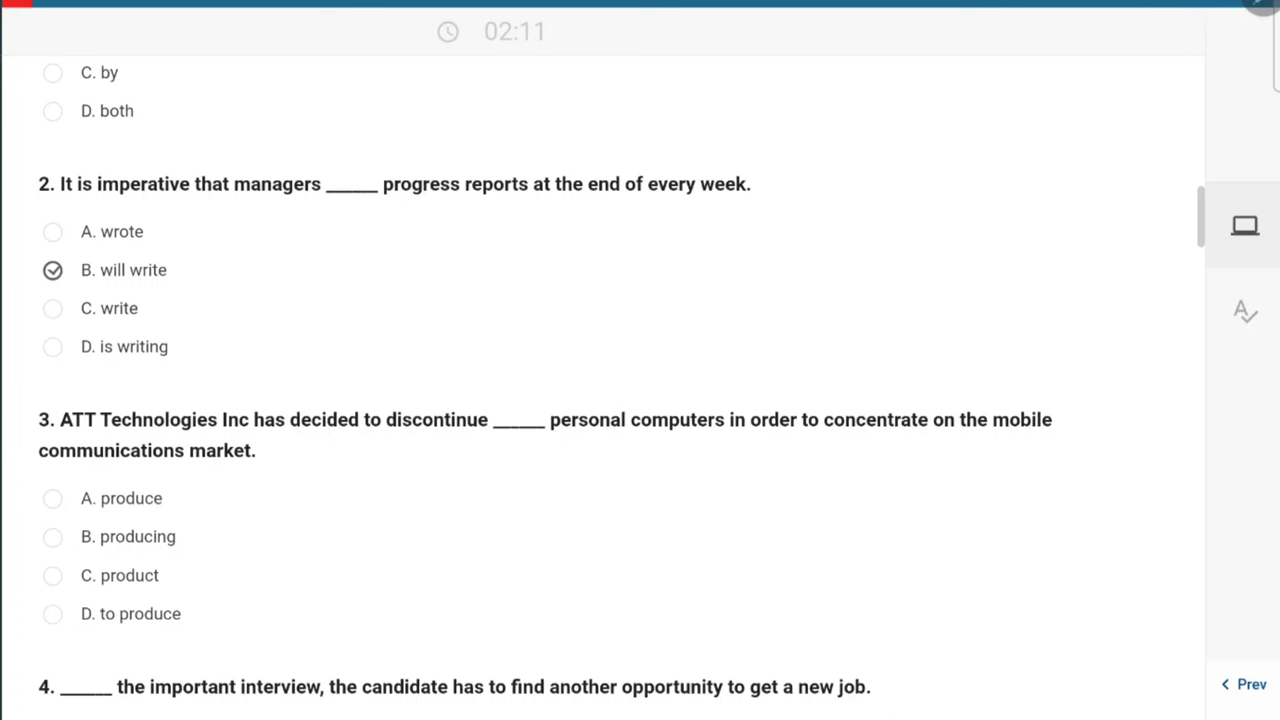 02:11
C. by
D. both
2. It is imperative that managers _____ progress reports at the end of every week.
A. wrote
B. will write
C. write
D. is writing
3. ATT Technologies Inc has decided to discontinue _____ personal computers in order to concentrate on the mobile
communications market.
A. produce
B. producing
C. product
D. to produce
4. _____ the important interview, the candidate has to find another opportunity to get a new job.
Prev